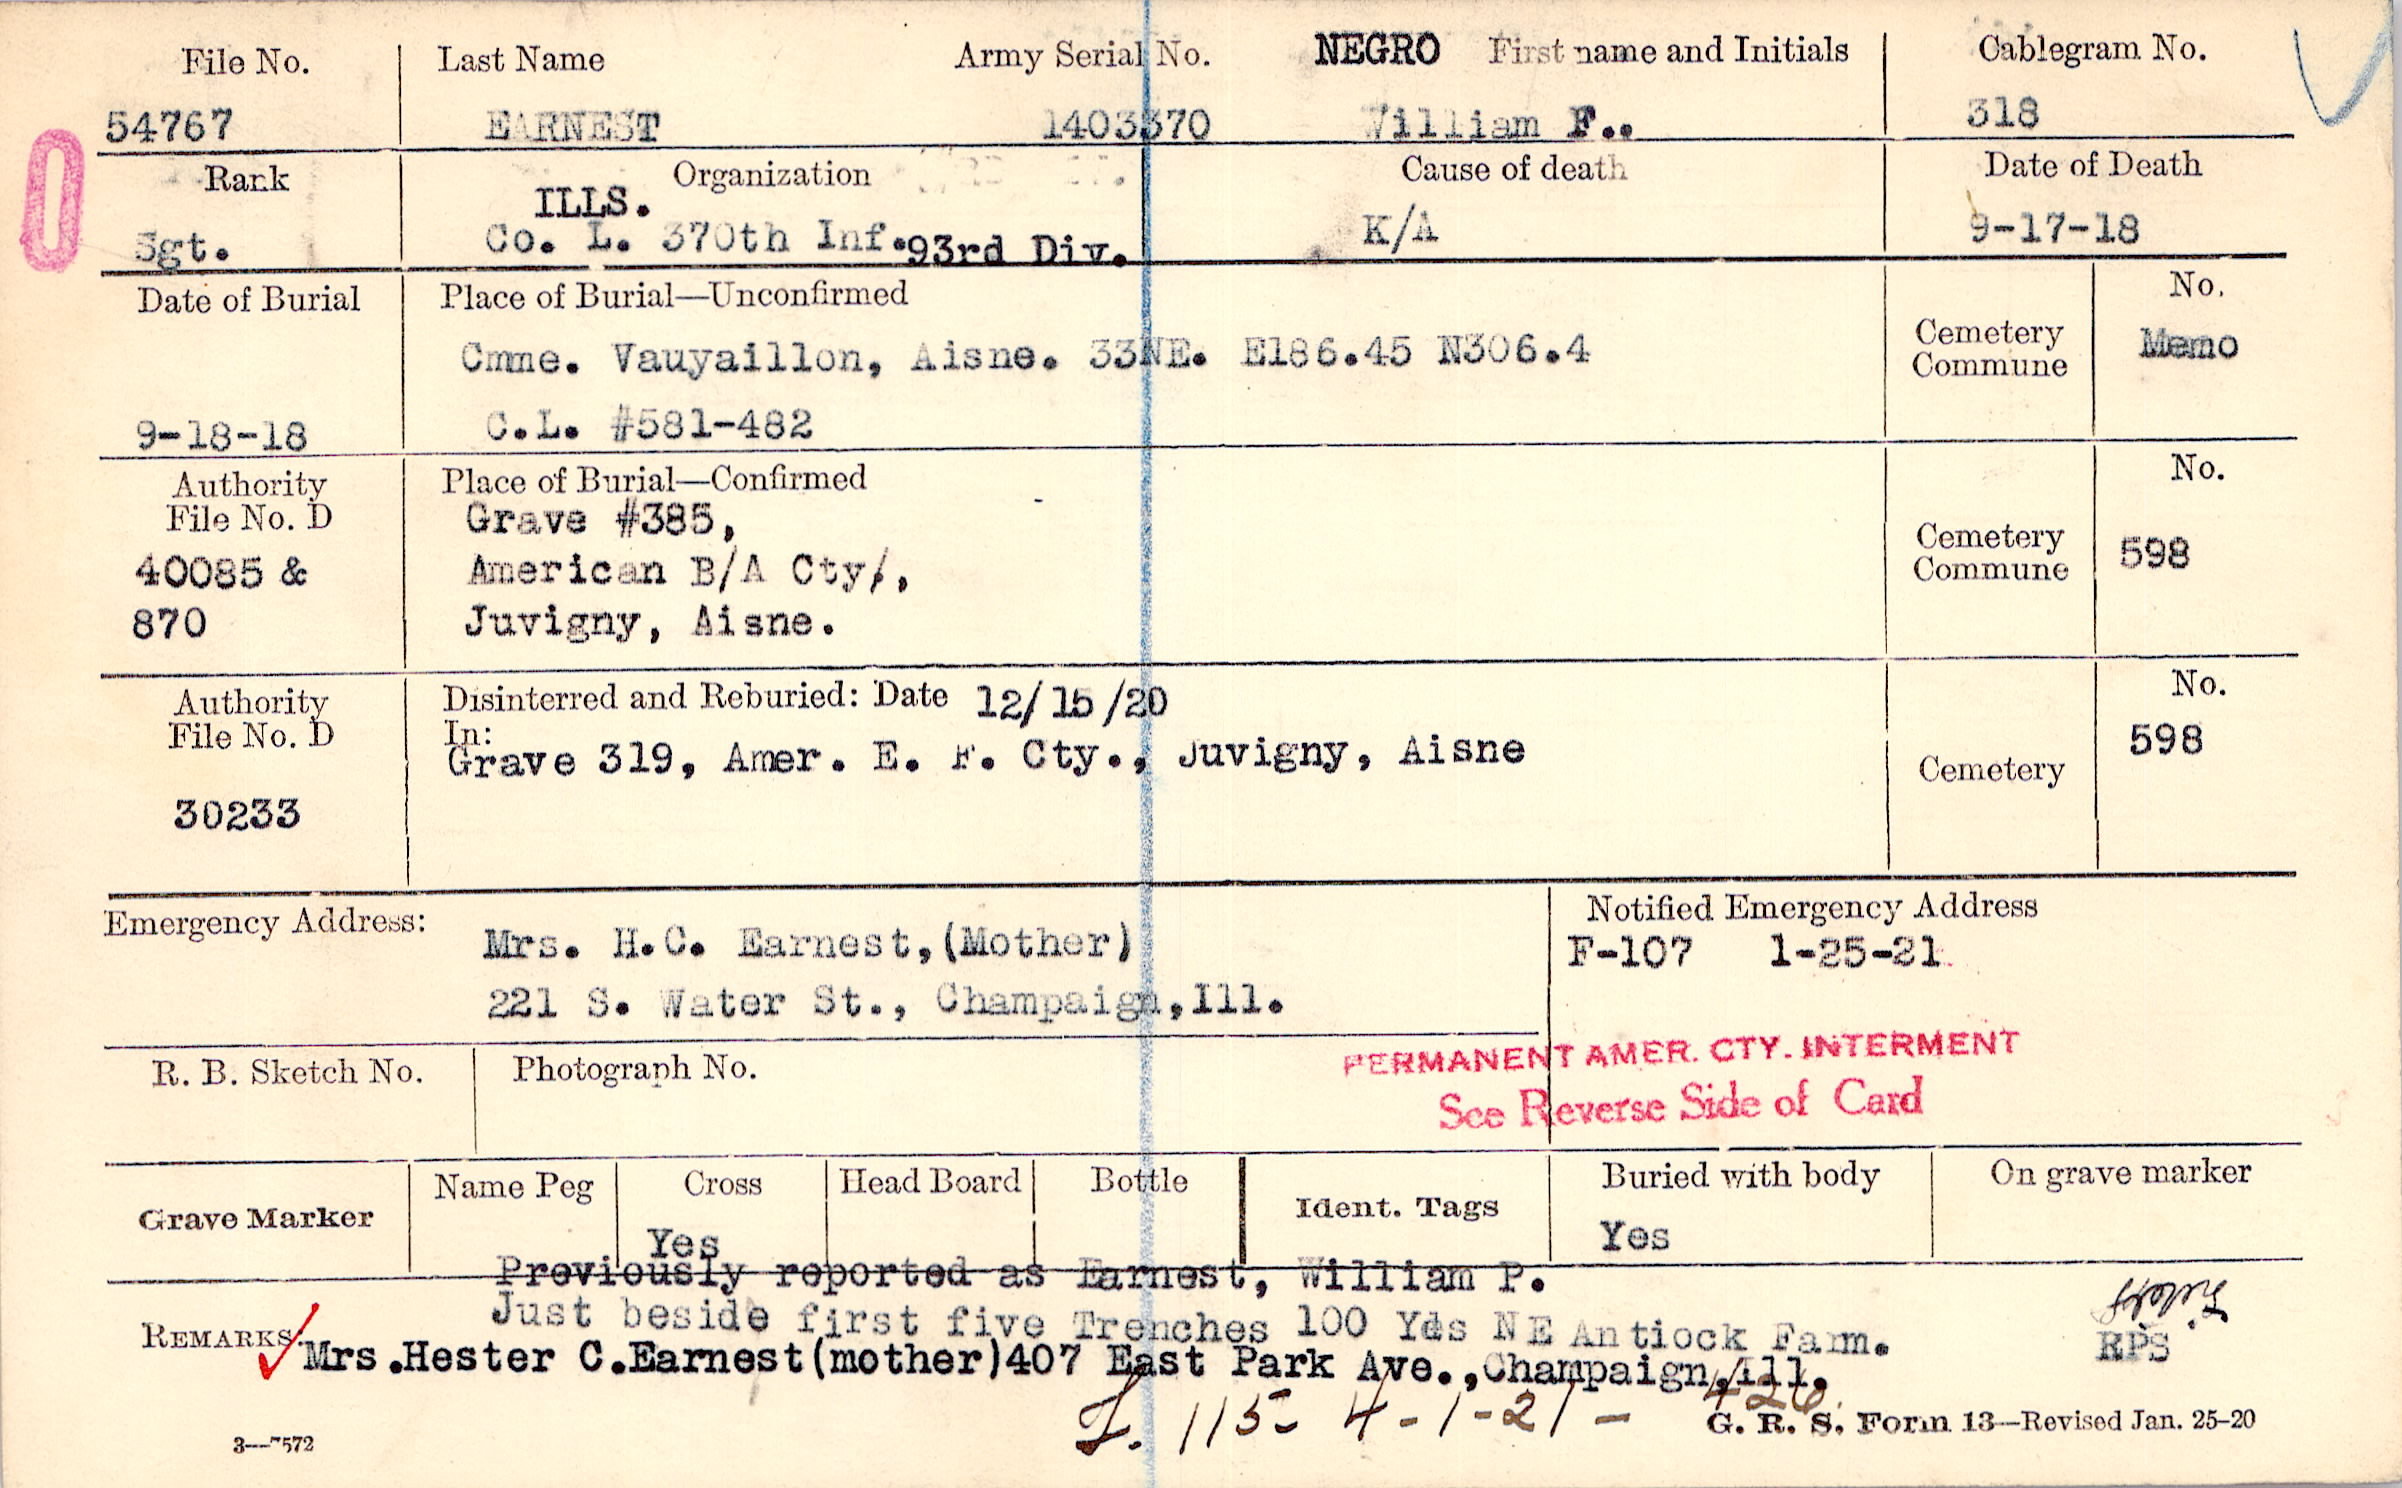 File No. Last Name Army Serial No. NEGRO First name and Initials Cablegram No.
54767 EARNEST 1403370 William F.. 318
Rank Organization Cause of death Date of Death
ILLS.
Sgt. Co. L. 370th Inf. 93rd Div. K/A 9-17-18
Date of Burial Place of Burial—Unconfirmed No.
Cemetery
Commune
Cmme. Vauyaillon, Aisne. 33NE. E186.45 N306.4 Memo
9-18-18 C.L. #581-482
Authority Place of Burial—Confirmed No.
File No. D Grave #385,
Cemetery
Commune
40085 & American B/A Cty/, 598
870 Juvigny, Aisne.
Authority Disinterred and Reburied: Date 12/15/20 No.
File No. D In:
Grave 319, Amer. E. F. Cty., Juvigny, Aisne 598
Cemetery
30233
Emergency Address: Notified Emergency Address
Mrs. H.C. Earnest,(Mother) F-107 1-25-21
221 S. Water St., Champaign,Ill.
PERMANENT AMER. CTY. INTERMENT
See Reverse Side of Card
R. B. Sketch No. Photograph No.
Grave Marker Name Peg Cross Head Board Bottle Ident. Tags Buried with body On grave marker
Yes Yes
Previously reported as Earnest, William P.
Just beside first five Trenches 100 Yds NE Antiock Farm.
REMARKS: Mrs.Hester C.Earnest(mother)407 East Park Ave.,Champaign,Ill.
RPS
F. 115- 4-1-21- 426.
3—7572 G. R. S. Form 13—Revised Jan. 25-20